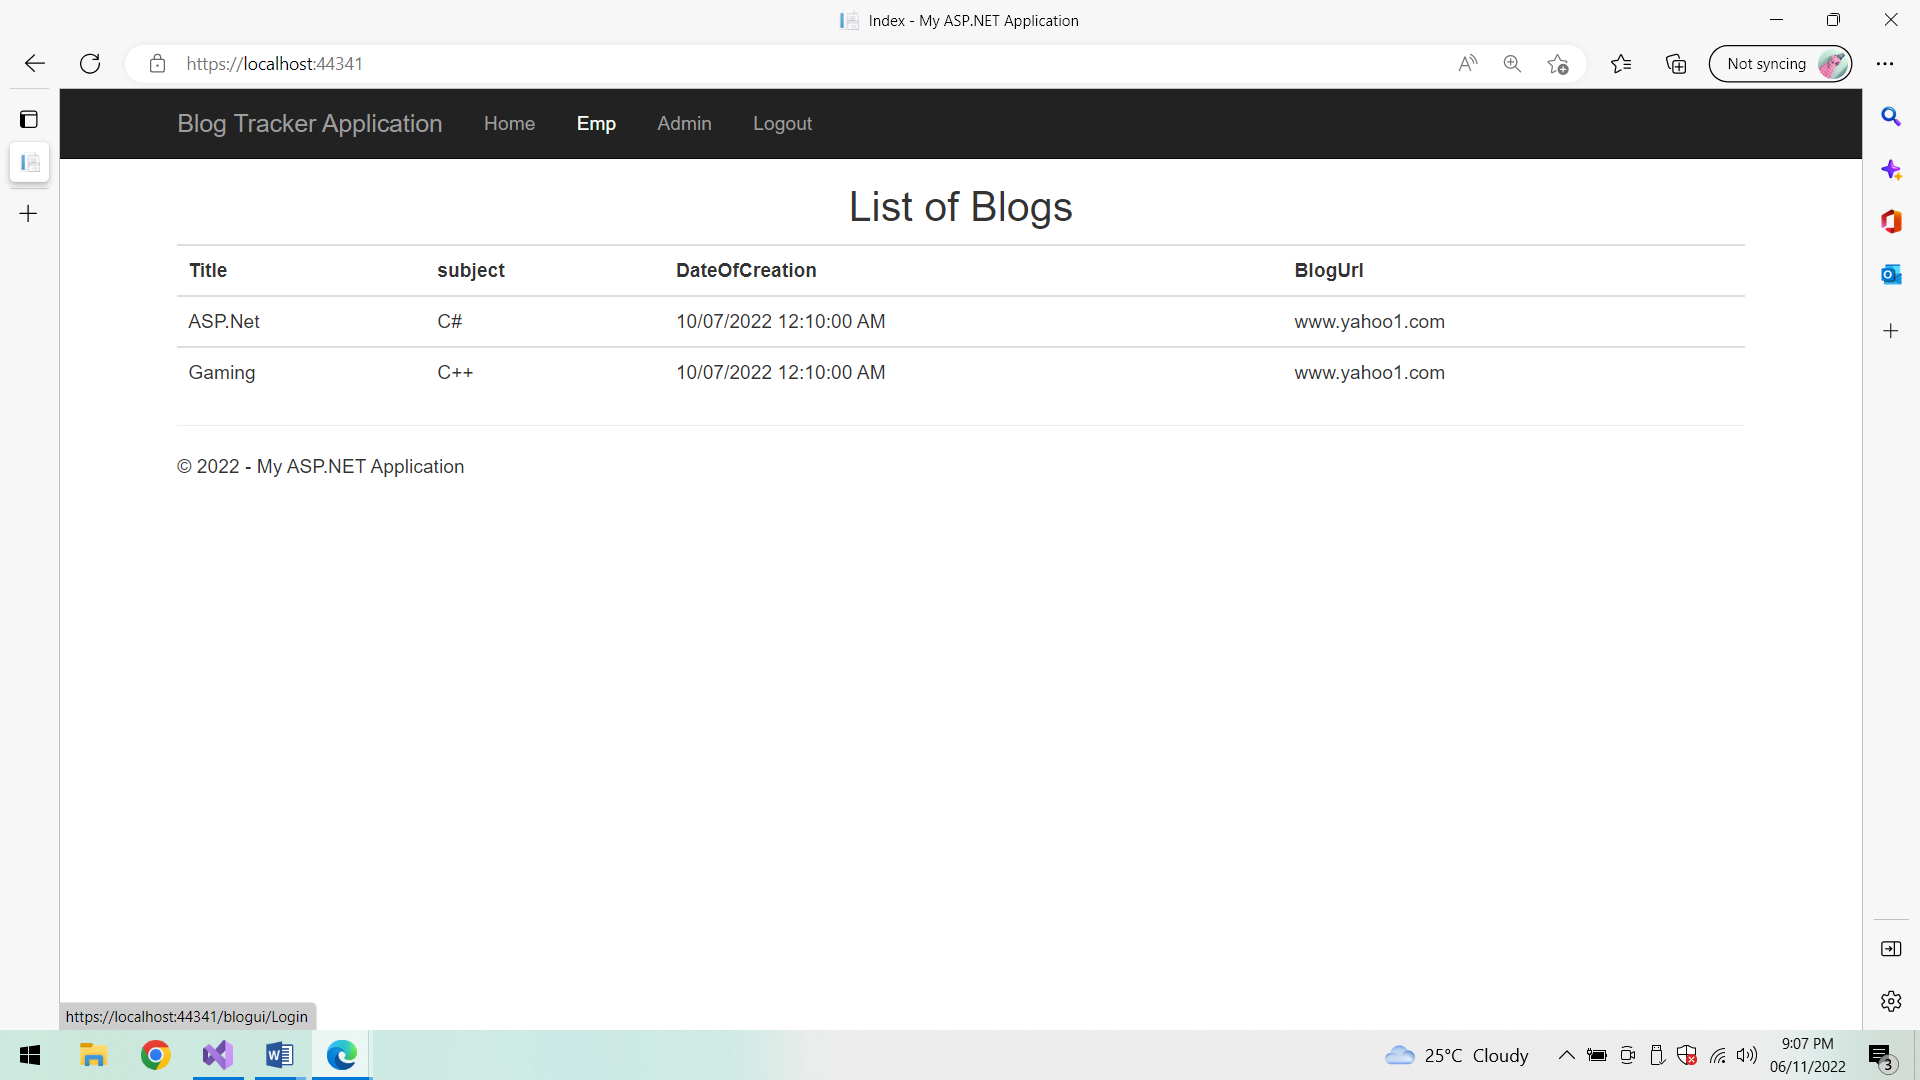 Index - My ASP.NET Application
https://localhost:44341
Not syncing
Blog Tracker Application Home Emp Admin Logout
List of Blogs
Title subject DateOfCreation BlogUrl
ASP.Net C# 10/07/2022 12:10:00 AM www.yahoo1.com
Gaming C++ 10/07/2022 12:10:00 AM www.yahoo1.com
© 2022 - My ASP.NET Application
https://localhost:44341/blogui/Login
25°C Cloudy
9:07 PM
06/11/2022
3